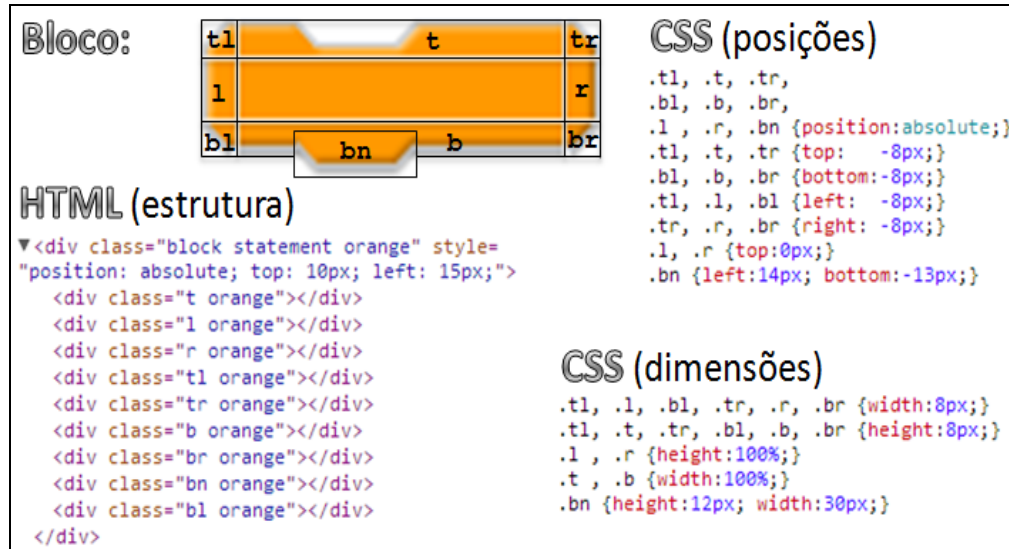 Bloco:
tl t tr
l r
bl bn b br
HTML (estrutura)
▼<div class="block statement orange" style=
"position: absolute; top: 10px; left: 15px;">
<div class="t orange"></div>
<div class="l orange"></div>
<div class="r orange"></div>
<div class="tl orange"></div>
<div class="tr orange"></div>
<div class="b orange"></div>
<div class="br orange"></div>
<div class="bn orange"></div>
<div class="bl orange"></div>
</div>
CSS (posições)
.tl, .t, .tr,
.bl, .b, .br,
.l , .r, .bn {position:absolute;}
.tl, .t, .tr {top: -8px;}
.bl, .b, .br {bottom:-8px;}
.tl, .l, .bl {left: -8px;}
.tr, .r, .br {right: -8px;}
.l, .r {top:0px;}
.bn {left:14px; bottom:-13px;}
CSS (dimensões)
.tl, .l, .bl, .tr, .r, .br {width:8px;}
.tl, .t, .tr, .bl, .b, .br {height:8px;}
.l , .r {height:100%;}
.t , .b {width:100%;}
.bn {height:12px; width:30px;}